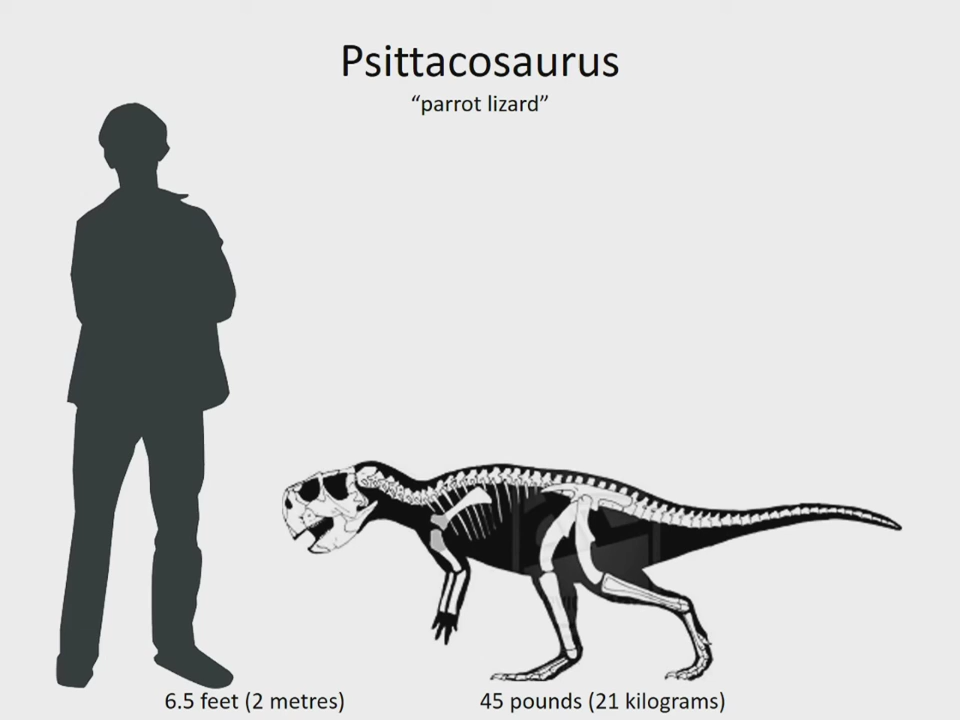 Psittacosaurus
“parrot lizard”
6.5 feet (2 metres)
45 pounds (21 kilograms)